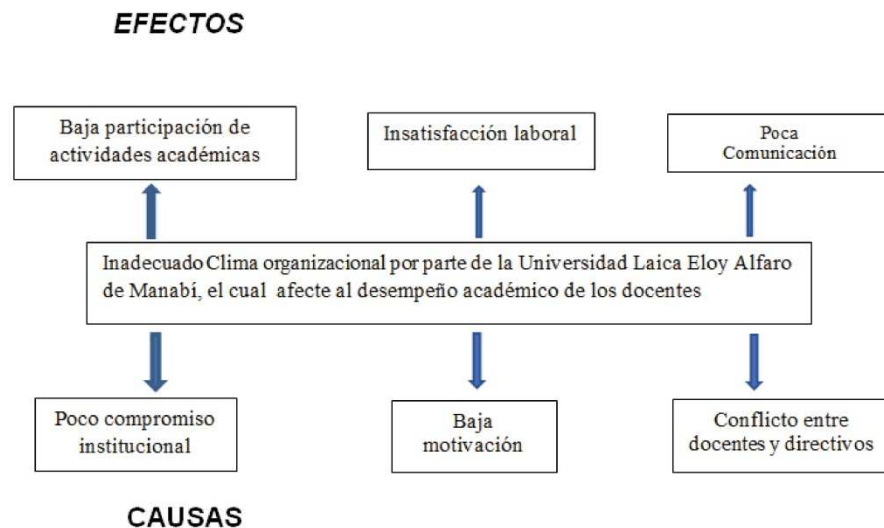 EFECTOS
Baja participación de
actividades académicas
Insatisfacción laboral
Poca
Comunicación
Inadecuado Clima organizacional por parte de la Universidad Laica Eloy Alfaro
de Manabí, el cual afecte al desempeño académico de los docentes
Poco compromiso
institucional
Baja
motivación
Conflicto entre
docentes y directivos
CAUSAS